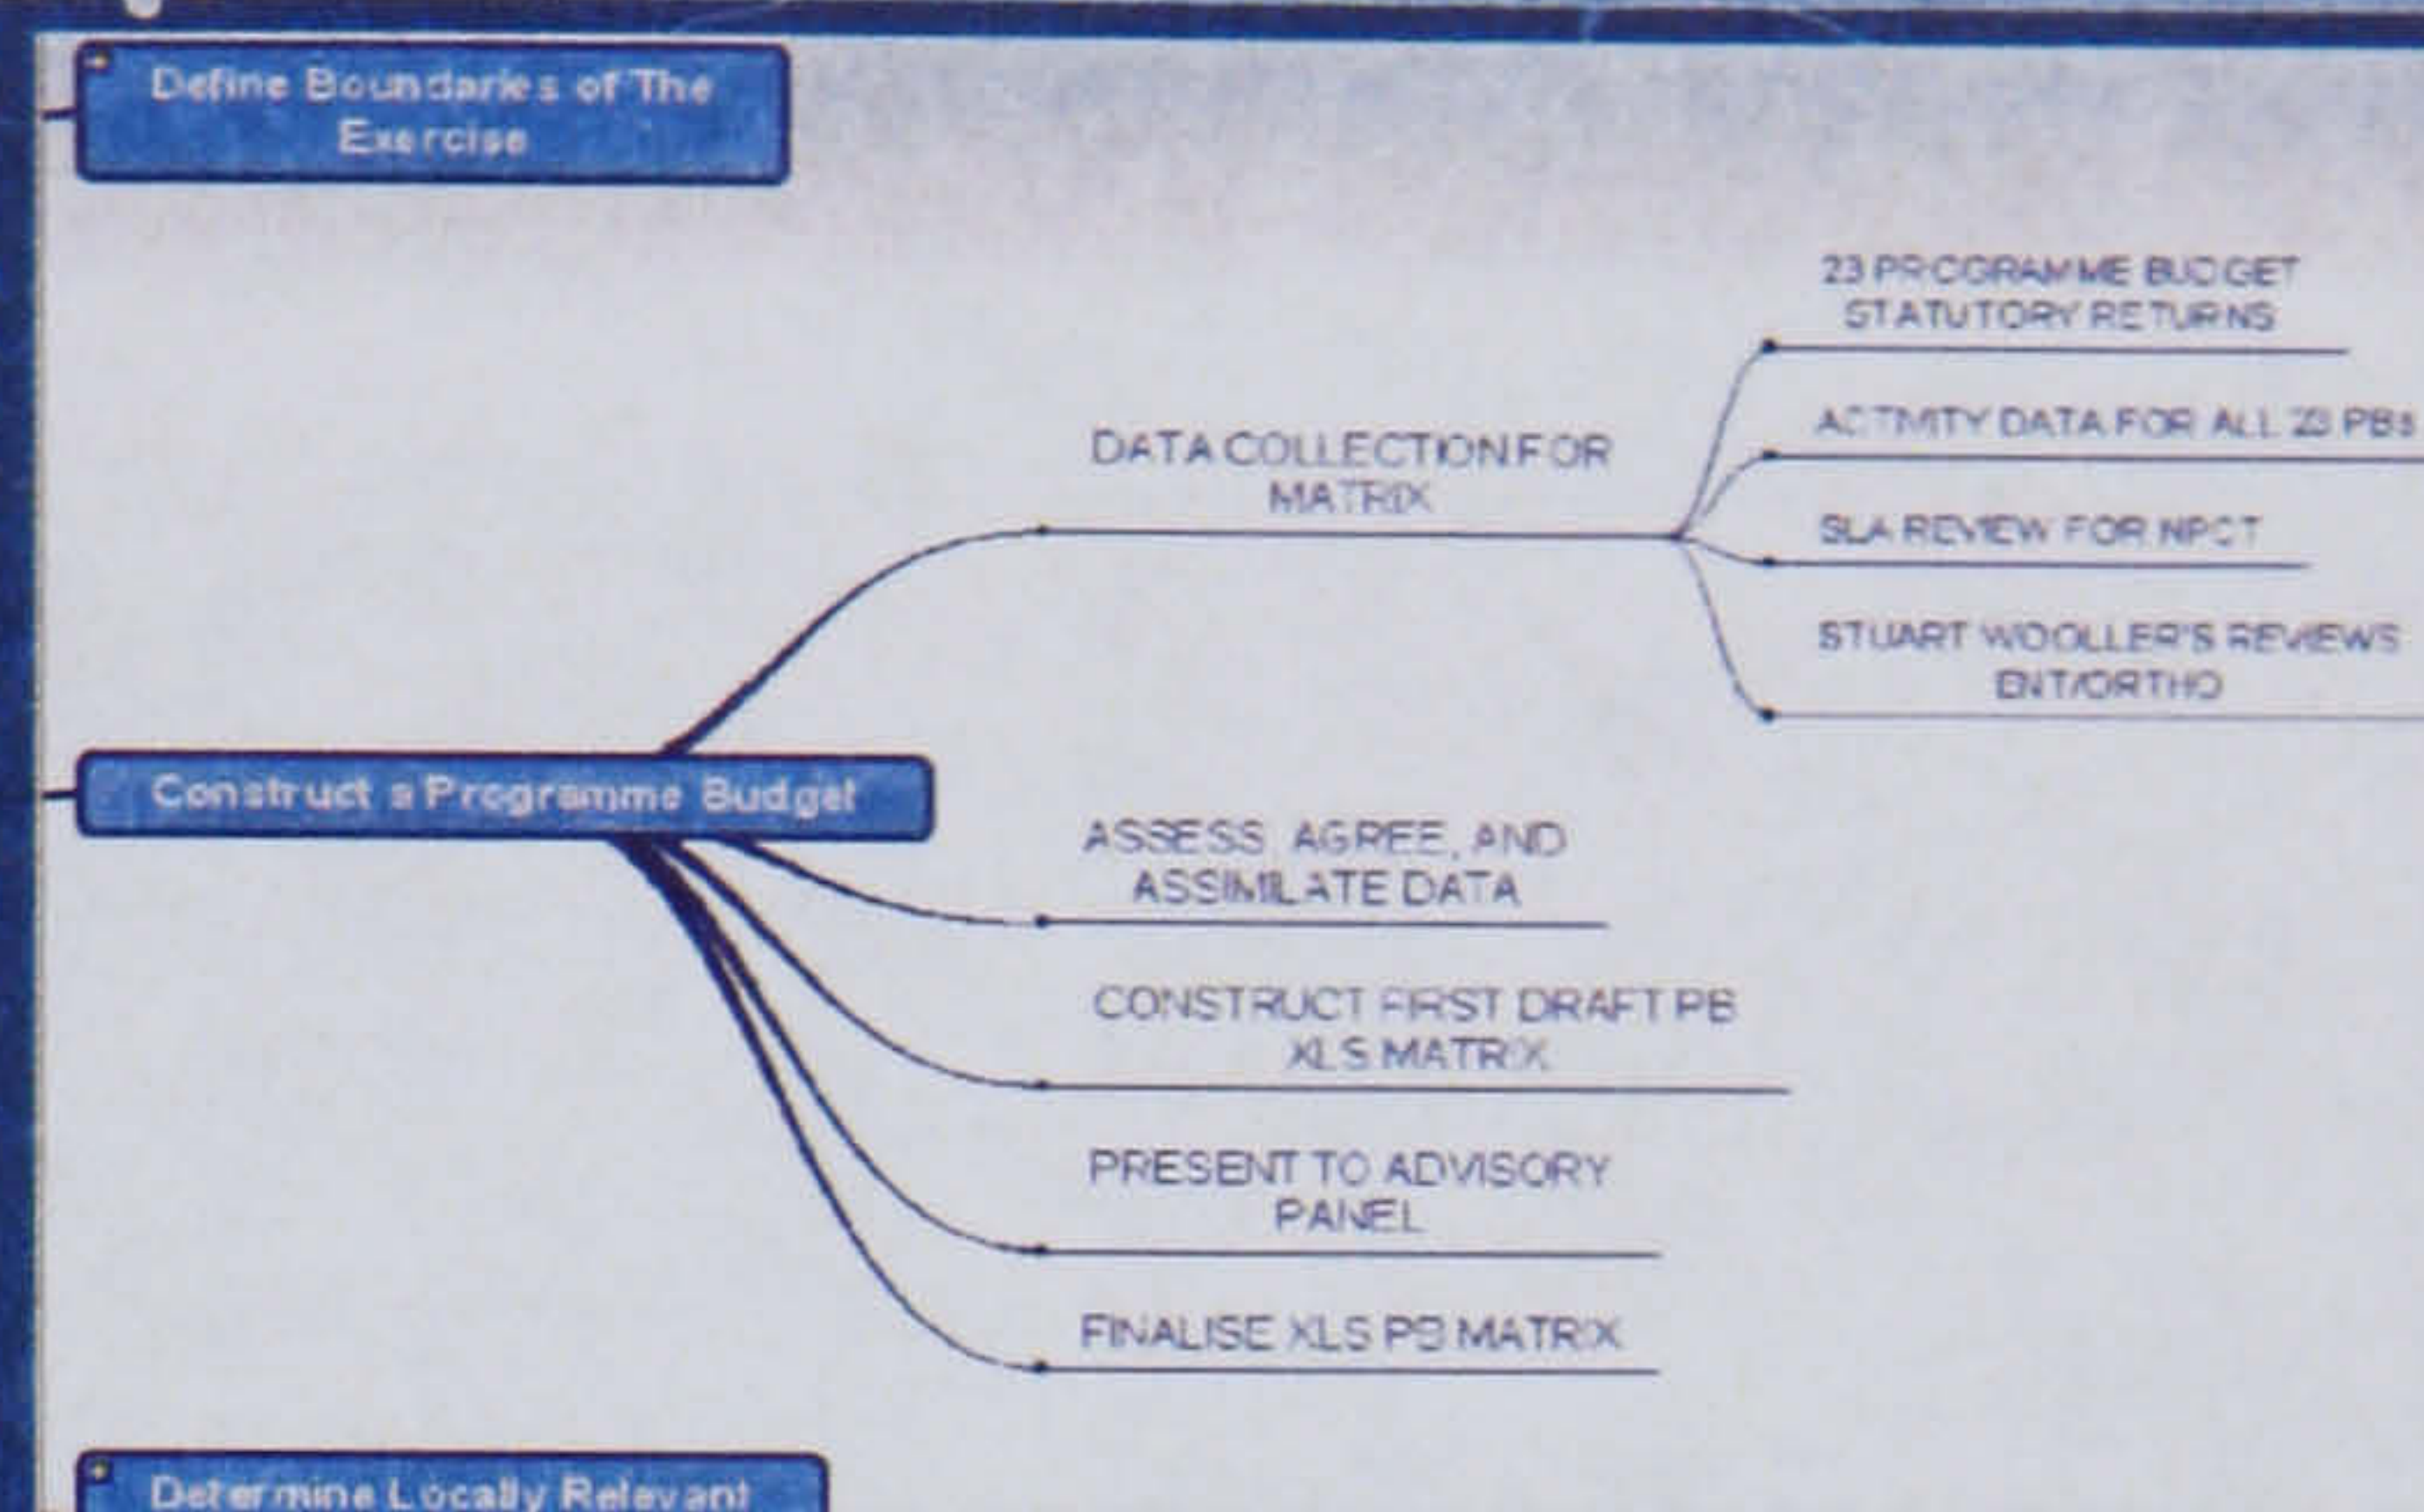 Define Boundaries of The
Exercise
23 PROGRAMME BUDGET
STATUTORY RETURNS
ACTIVITY DATA FOR ALL 23 PBs
DATA COLLECTION FOR
MATRIX
SLA REVIEW FOR NPCT
STUART WOOLLER'S REVIEWS
ENT/ORTHO
Construct a Programme Budget
ASSESS, AGREE, AND
ASSIMILATE DATA
CONSTRUCT FIRST DRAFT PB
XLS MATRIX
PRESENT TO ADVISORY
PANEL
FINALISE XLS PB MATRIX
Determine Locally Relevant